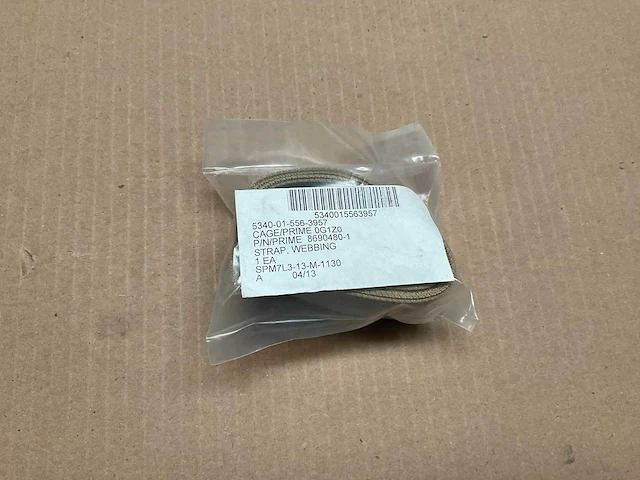 5340015563957
5340-01-556-3957
CAGE/PRIME 0G1Z0
P/N/PRIME 8690480-1
STRAP, WEBBING
1 EA
SPM7L3-13-M-1130
A 04/13